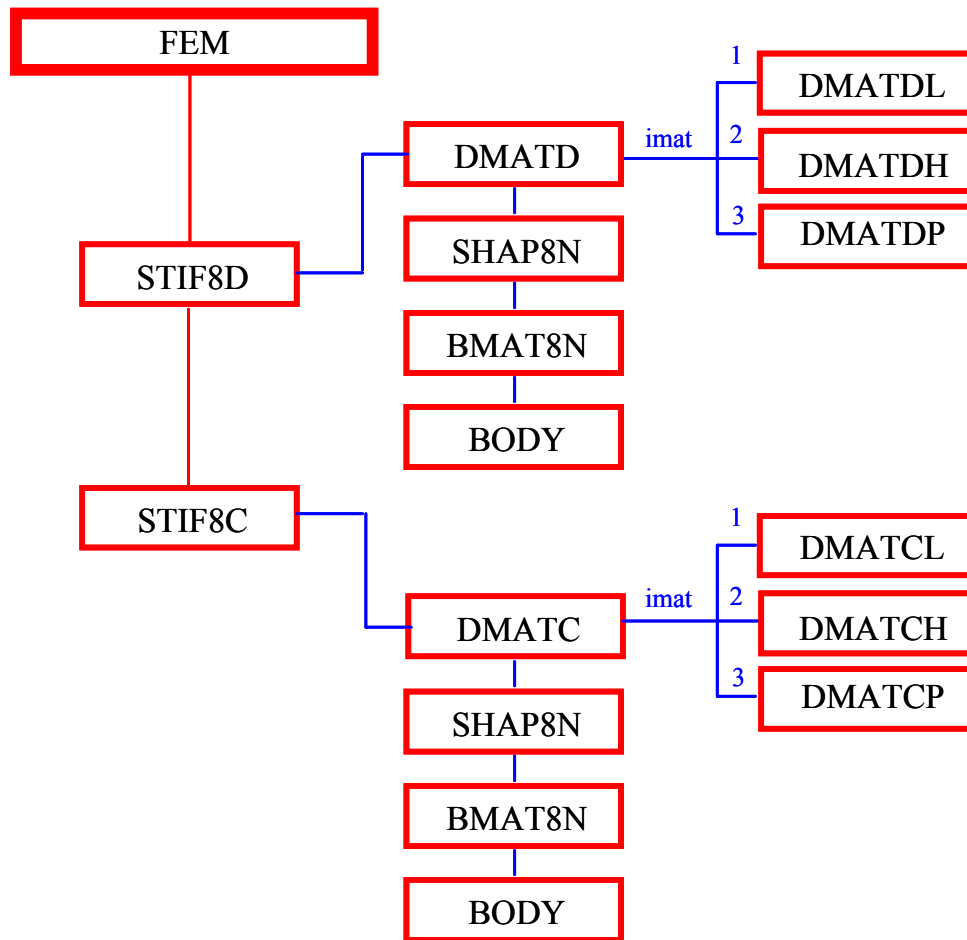 FEM
1
DMATDL
DMATD
imat
2
DMATDH
3
DMATDP
SHAP8N
STIF8D
BMAT8N
BODY
STIF8C
1
DMATCL
DMATC
imat
2
DMATCH
3
DMATCP
SHAP8N
BMAT8N
BODY